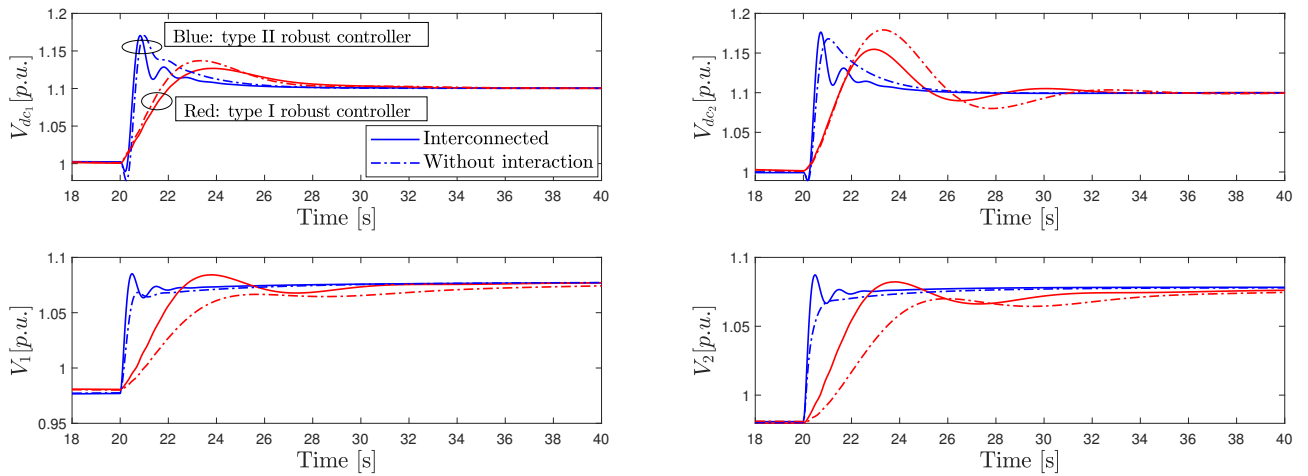 1.2
1.15
1.1
1.05
1
V_{dc_1} [p.u.]
Blue: type II robust controller
Red: type I robust controller
Interconnected
Without interaction
18 20 22 24 26 28 30 32 34 36 38 40
Time [s]
1.2
1.15
1.1
1.05
1
V_{dc_2} [p.u.]
18 20 22 24 26 28 30 32 34 36 38 40
Time [s]
1.1
1.05
1
0.95
V_1 [p.u.]
18 20 22 24 26 28 30 32 34 36 38 40
Time [s]
1.1
1.05
1
V_2 [p.u.]
18 20 22 24 26 28 30 32 34 36 38 40
Time [s]